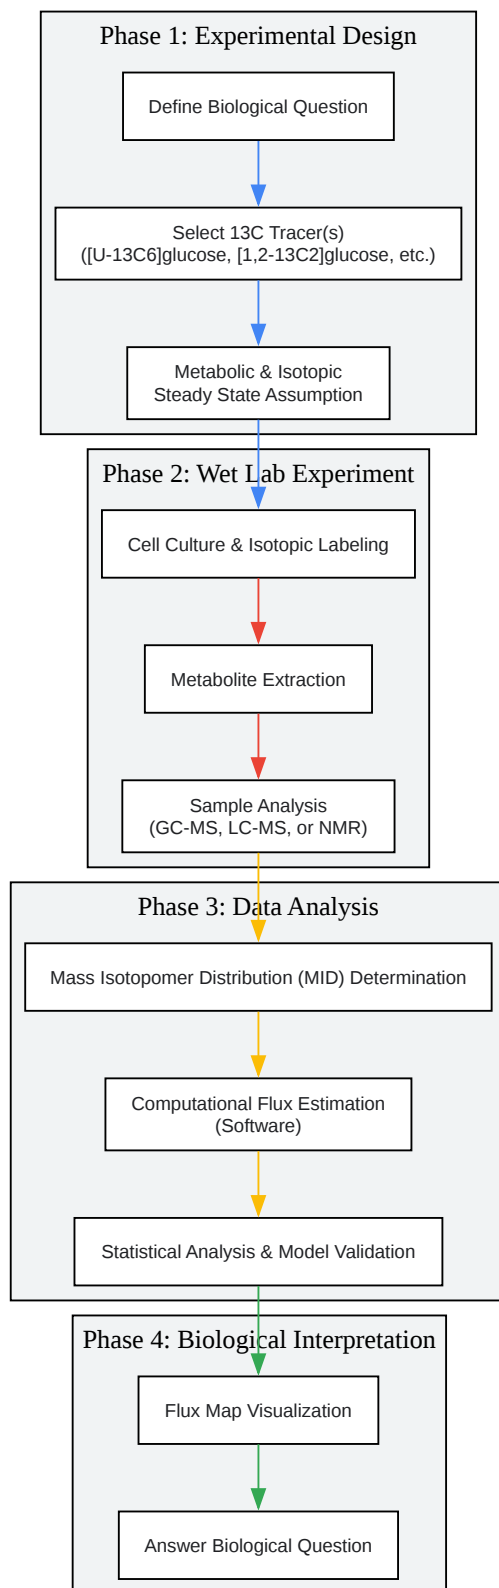 Phase 1: Experimental Design
Define Biological Question
Select 13C Tracer(s)
([U-13C6]glucose, [1,2-13C2]glucose, etc.)
Metabolic & Isotopic
Steady State Assumption
Phase 2: Wet Lab Experiment
Cell Culture & Isotopic Labeling
Metabolite Extraction
Sample Analysis
(GC-MS, LC-MS, or NMR)
Phase 3: Data Analysis
Mass Isotopomer Distribution (MID) Determination
Computational Flux Estimation
(Software)
Statistical Analysis & Model Validation
Phase 4: Biological Interpretation
Flux Map Visualization
Answer Biological Question